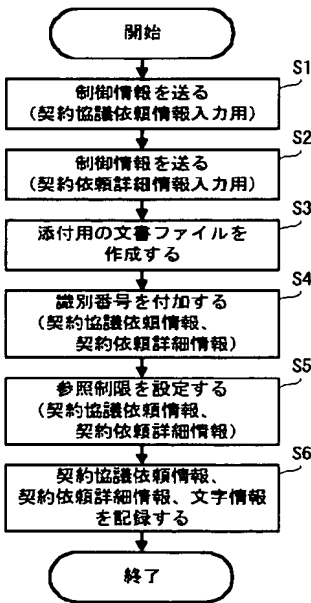 開始
S1
制御情報を送る
(契約協議依頼情報入力用)
S2
制御情報を送る
(契約依頼詳細情報入力用)
S3
添付用の文書ファイルを
作成する
S4
識別番号を付加する
(契約協議依頼情報、
契約依頼詳細情報)
S5
参照制限を設定する
(契約協議依頼情報、
契約依頼詳細情報)
S6
契約協議依頼情報、
契約依頼詳細情報、文字情報
を記録する
終了